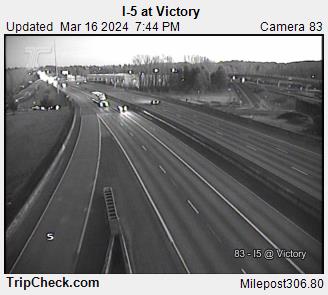 I-5 at Victory
Updated Mar 16 2024 7:44 PM Camera 83
S
83 - I5 @ Victory
TripCheck.com Milepost306.80